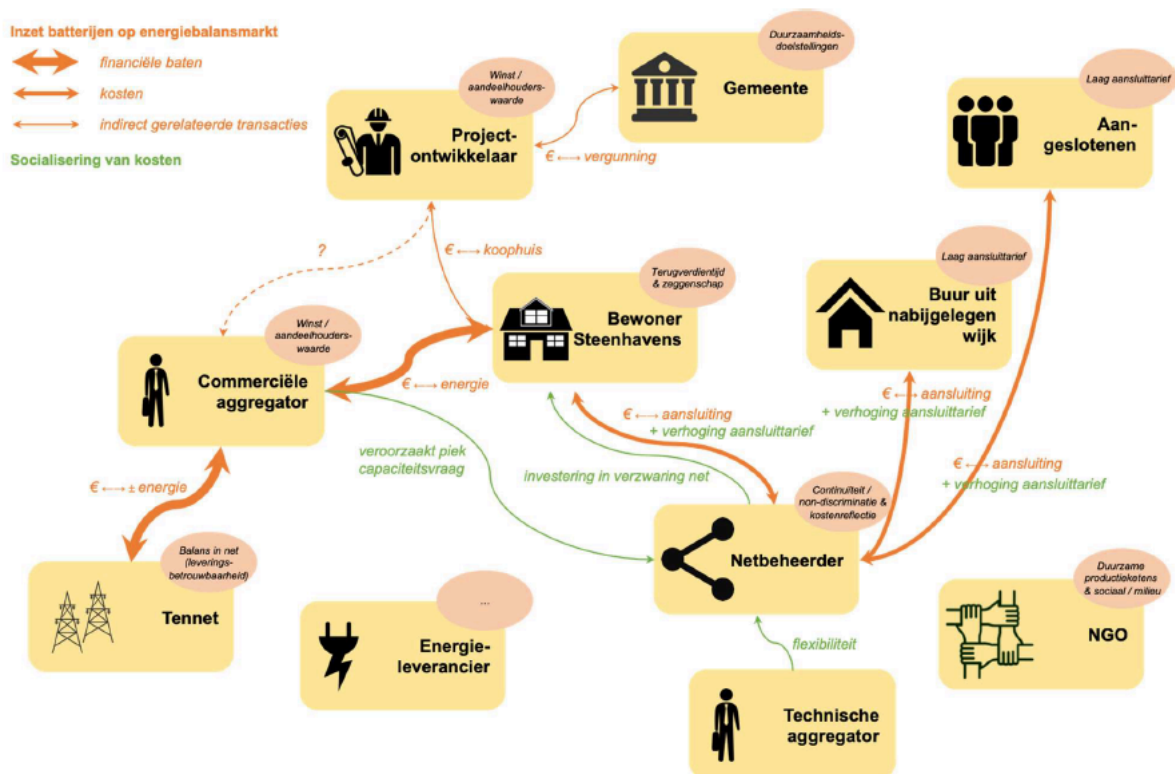 Inzet batterijen op energiebalansmarkt
financiële baten
kosten
indirect gerelateerde transacties
Socialisering van kosten
Winst /
aandeelhouders-
waarde
Project-
ontwikkelaar
Duurzaamheids-
doelstellingen
Gemeente
Laag aansluittarief
Aan-
geslotenen
€ ←→ vergunning
?
€ ←→ koophuis
Winst /
aandeelhouders-
waarde
Commerciële
aggregator
Terugverdientijd
& zeggenschap
Bewoner
Steenhavens
Laag aansluittarief
Buur uit
nabijgelegen
wijk
€ ←→ energie
€ ←→ aansluiting
+ verhoging aansluittarief
€ ←→ aansluiting
+ verhoging aansluittarief
€ ←→ aansluiting
+ verhoging aansluittarief
veroorzaakt piek
capaciteitsvraag
investering in verzwaring net
€ ←→ ± energie
Balans in net
(leverings-
betrouwbaarheid)
Tennet
...
Energie-
leverancier
Continuïteit /
non-discriminatie &
kostenreflectie
Netbeheerder
flexibiliteit
Technische
aggregator
Duurzame
productieketens
& sociaal / milieu
NGO